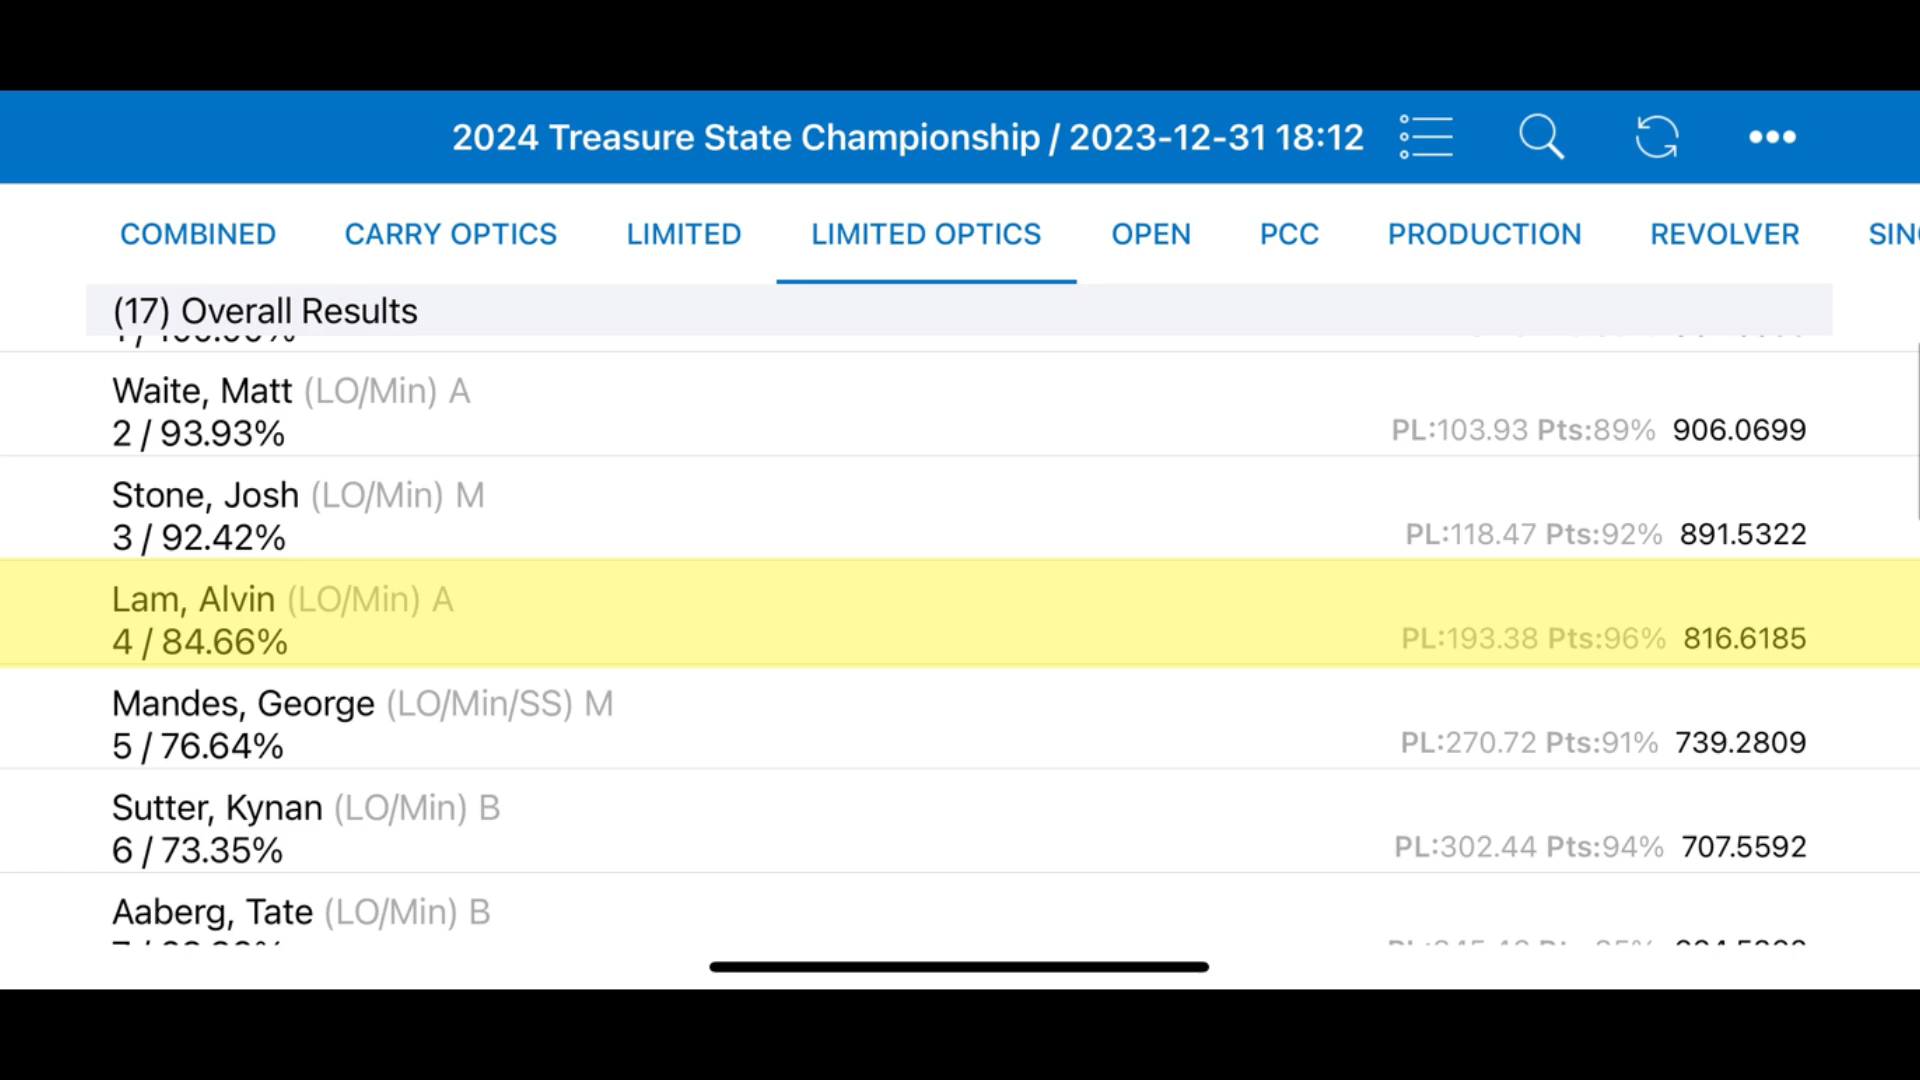 2024 Treasure State Championship / 2023-12-31 18:12
COMBINED CARRY OPTICS LIMITED LIMITED OPTICS OPEN PCC PRODUCTION REVOLVER
(17) Overall Results
Waite, Matt (LO/Min) A
2 / 93.93% PL:103.93 Pts:89% 906.0699
Stone, Josh (LO/Min) M
3 / 92.42% PL:118.47 Pts:92% 891.5322
Lam, Alvin (LO/Min) A
4 / 84.66% PL:193.38 Pts:96% 816.6185
Mandes, George (LO/Min/SS) M
5 / 76.64% PL:270.72 Pts:91% 739.2809
Sutter, Kynan (LO/Min) B
6 / 73.35% PL:302.44 Pts:94% 707.5592
Aaberg, Tate (LO/Min) B